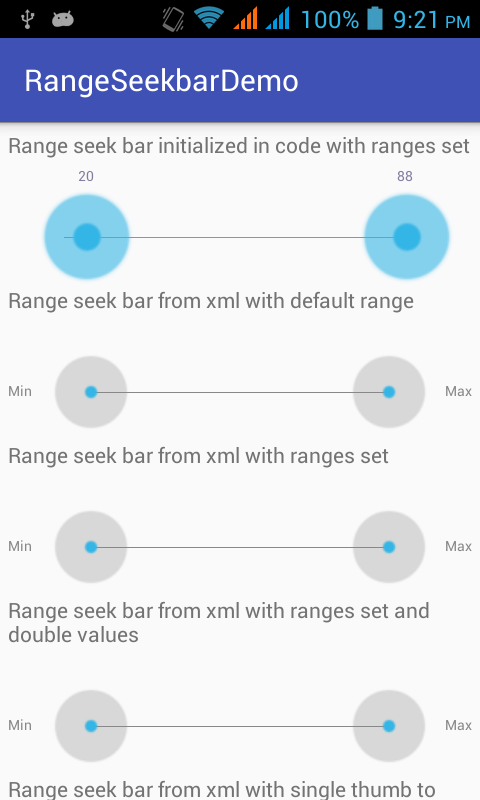 100% 9:21 PM
RangeSeekbarDemo
Range seek bar initialized in code with ranges set
20 88
Range seek bar from xml with default range
Min Max
Range seek bar from xml with ranges set
Min Max
Range seek bar from xml with ranges set and
double values
Min Max
Range seek bar from xml with single thumb to